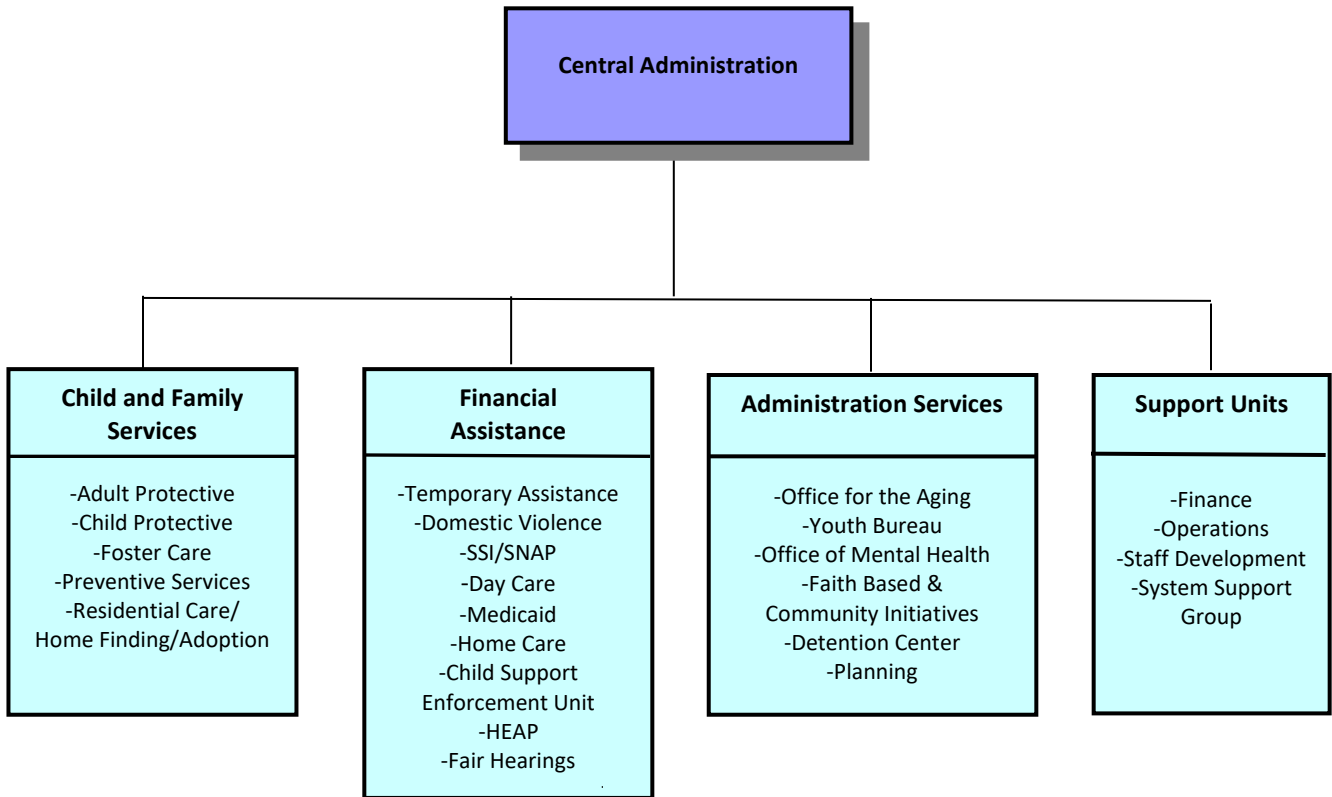 Central Administration
Child and Family
Services
-Adult Protective
-Child Protective
-Foster Care
-Preventive Services
-Residential Care/
Home Finding/Adoption
Financial
Assistance
-Temporary Assistance
-Domestic Violence
-SSI/SNAP
-Day Care
-Medicaid
-Home Care
-Child Support
Enforcement Unit
-HEAP
-Fair Hearings
.
Administration Services
-Office for the Aging
-Youth Bureau
-Office of Mental Health
-Faith Based &
Community Initiatives
-Detention Center
-Planning
Support Units
-Finance
-Operations
-Staff Development
-System Support
Group